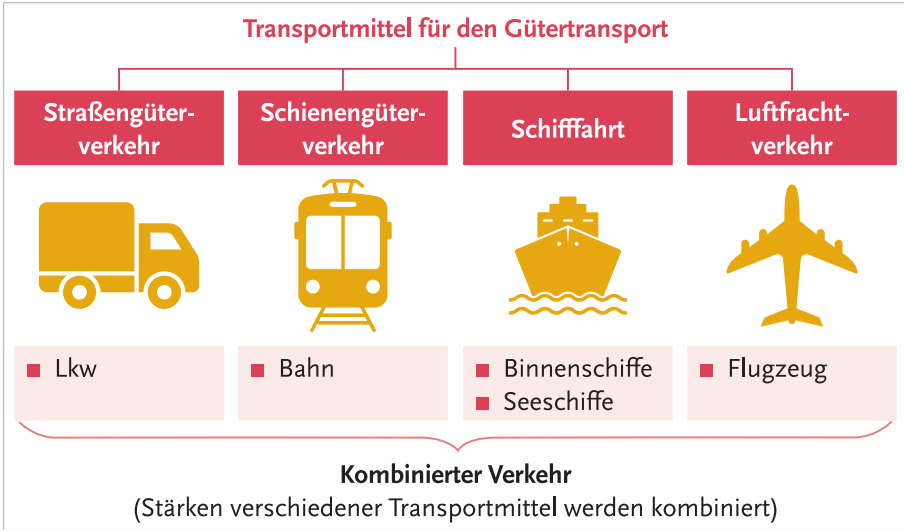 Transportmittel für den Gütertransport
Straßengüter-
verkehr
Schienengüter-
verkehr
Schifffahrt
Luftfracht-
verkehr
Lkw
Bahn
Binnenschiffe
Seeschiffe
Flugzeug
Kombinierter Verkehr
(Stärken verschiedener Transportmittel werden kombiniert)